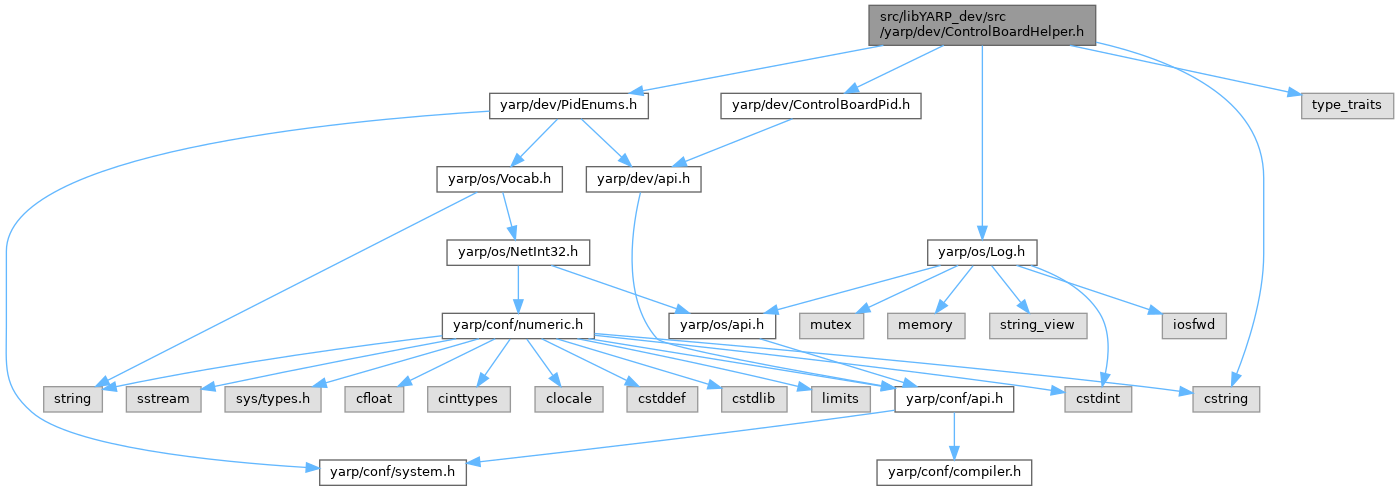 src/libYARP_dev/src
/yarp/dev/ControlBoardHelper.h
yarp/dev/PidEnums.h
yarp/dev/ControlBoardPid.h
type_traits
yarp/os/Vocab.h
yarp/dev/api.h
yarp/os/NetInt32.h
yarp/os/Log.h
yarp/conf/numeric.h
yarp/os/api.h
mutex
memory
string_view
iosfwd
string
sstream
sys/types.h
cfloat
cinttypes
clocale
cstddef
cstdlib
limits
yarp/conf/api.h
cstdint
cstring
yarp/conf/system.h
yarp/conf/compiler.h